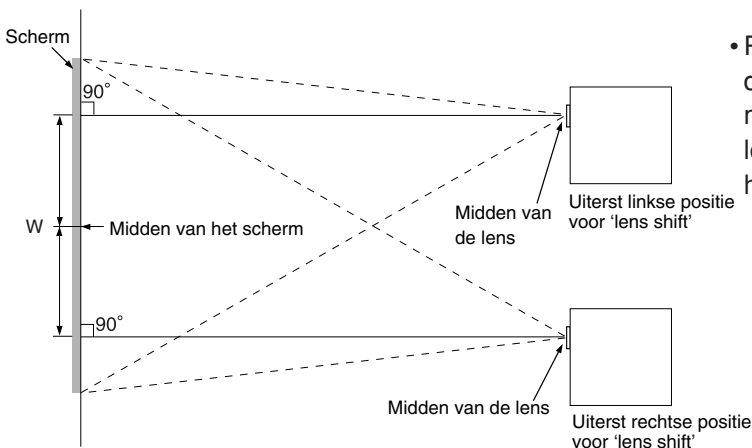 Scherm
90°
W
Midden van het scherm
90°
Midden van
de lens
Uiterst linkse positie
voor ‘lens shift’
Midden van de lens
Uiterst rechtse positie
voor ‘lens shift’
•